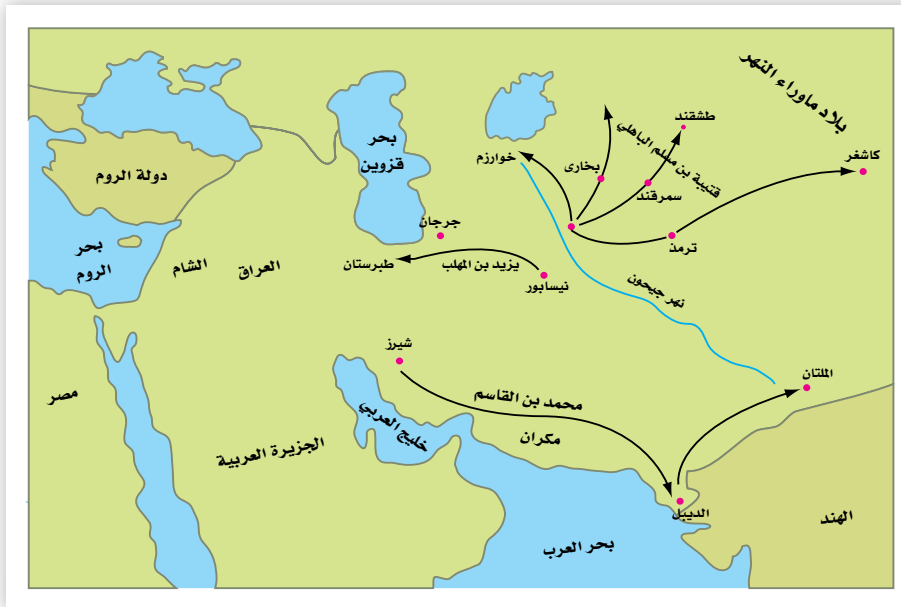 بلاد ماوراء النهر
طشقند
قتيبة بن مسلم الباهلي
كاشغر
خوارزم
بخارى
سمرقند
ترمذ
بحر
قزوين
دولة الروم
جرجان
بحر
الروم
الشام
العراق
طبرستان
يزيد بن المهلب
نيسابور
نهر جيحون
شيرز
الملتان
مصر
محمد بن القاسم
خليج العربي
مكران
الجزيرة العربية
الديبل
الهند
بحر العرب